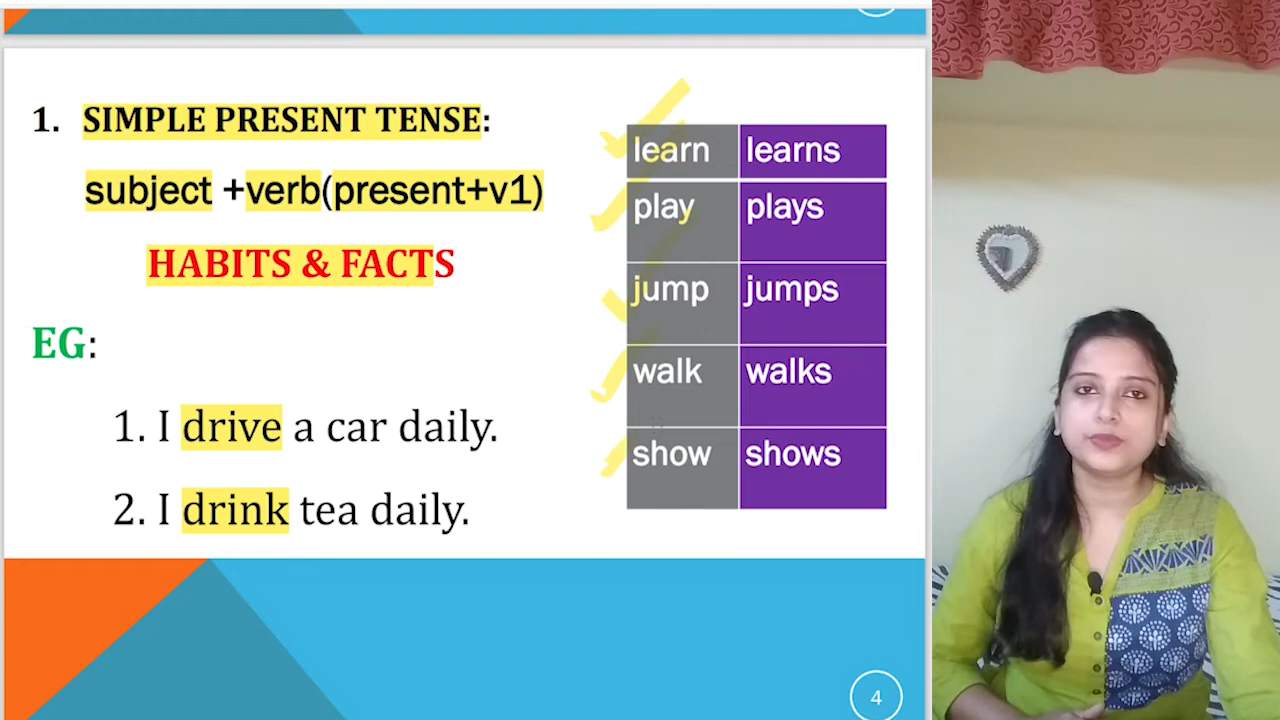 1. SIMPLE PRESENT TENSE:
subject +verb(present+v1)
HABITS & FACTS
EG:
1. I drive a car daily.
2. I drink tea daily.
learn learns
play plays
jump jumps
walk walks
show shows
4